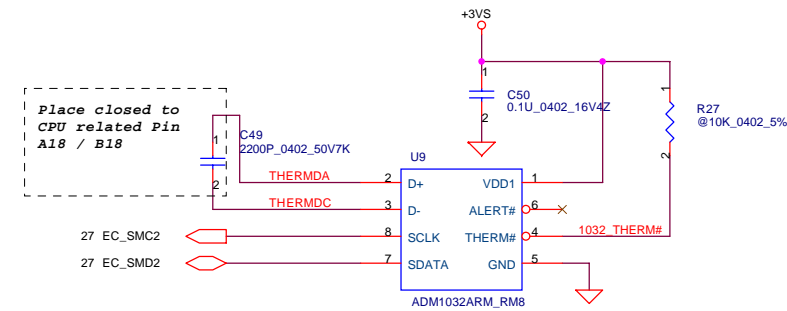 +3VS
1
C50
0.1U_0402_16V4Z
2
1
R27
@10K_0402_5%
2
Place closed to
CPU related Pin
A18 / B18
1
C49
2200P_0402_50V7K
2
U9
THERMDA
2
D+
VDD1
1
THERMDC
3
D-
ALERT#
6
27 EC_SMC2
8
SCLK
THERM#
4
1032_THERM#
27 EC_SMD2
7
SDATA
GND
5
ADM1032ARM_RM8